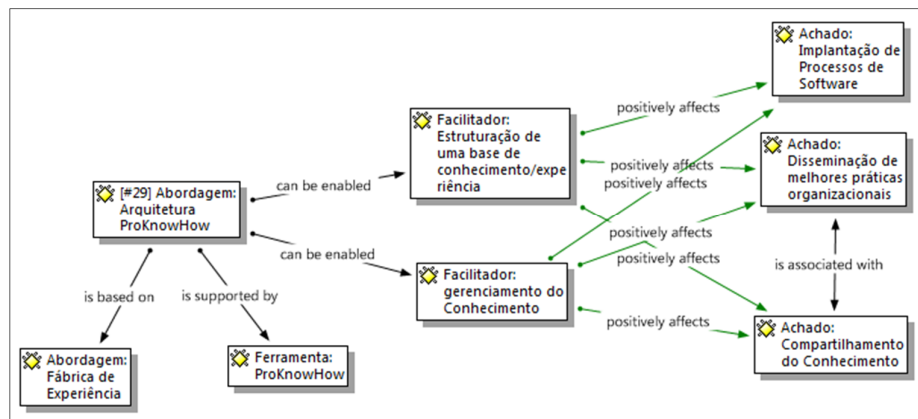 Achado:
Implantação de
Processos de
Software
positively affects
Facilitador:
Estruturação de
uma base de
conhecimento/expe
riência
Achado:
Disseminação de
melhores práticas
organizacionais
positively affects
positively affects
can be enabled
[#29] Abordagem:
Arquitetura
ProKnowHow
positively affects
can be enabled
positively affects
is associated with
Facilitador:
gerenciamento do
Conhecimento
is based on
is supported by
positively affects
Achado:
Compartilhamento
do Conhecimento
Abordagem:
Fábrica de
Experiência
Ferramenta:
ProKnowHow